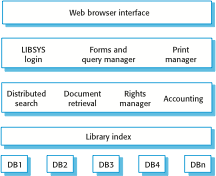 Web browser interface
LIBSYS login
Forms and query manager
Print manager
Distributed search
Document retrieval
Rights manager
Accounting
Library index
DB1 DB2 DB3 DB4 DBn